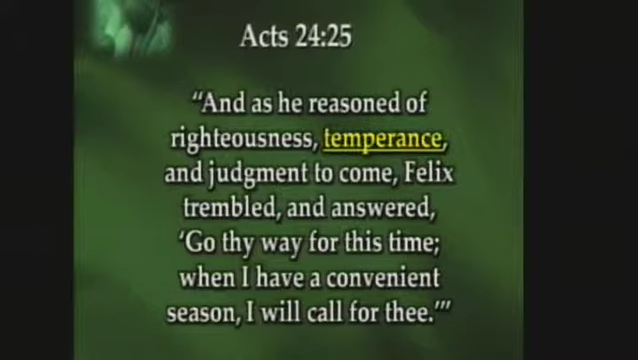 Acts 24:25
“And as he reasoned of
righteousness, temperance,
and judgment to come, Felix
trembled, and answered,
‘Go thy way for this time;
when I have a convenient
season, I will call for thee.’”